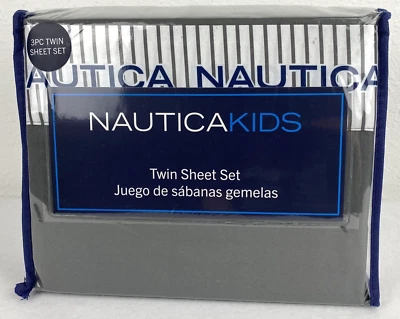 3PC TWIN
SHEET SET
NAUTICA NAUTICA
NAUTICAKIDS
Twin Sheet Set
Juego de sábanas gemelas